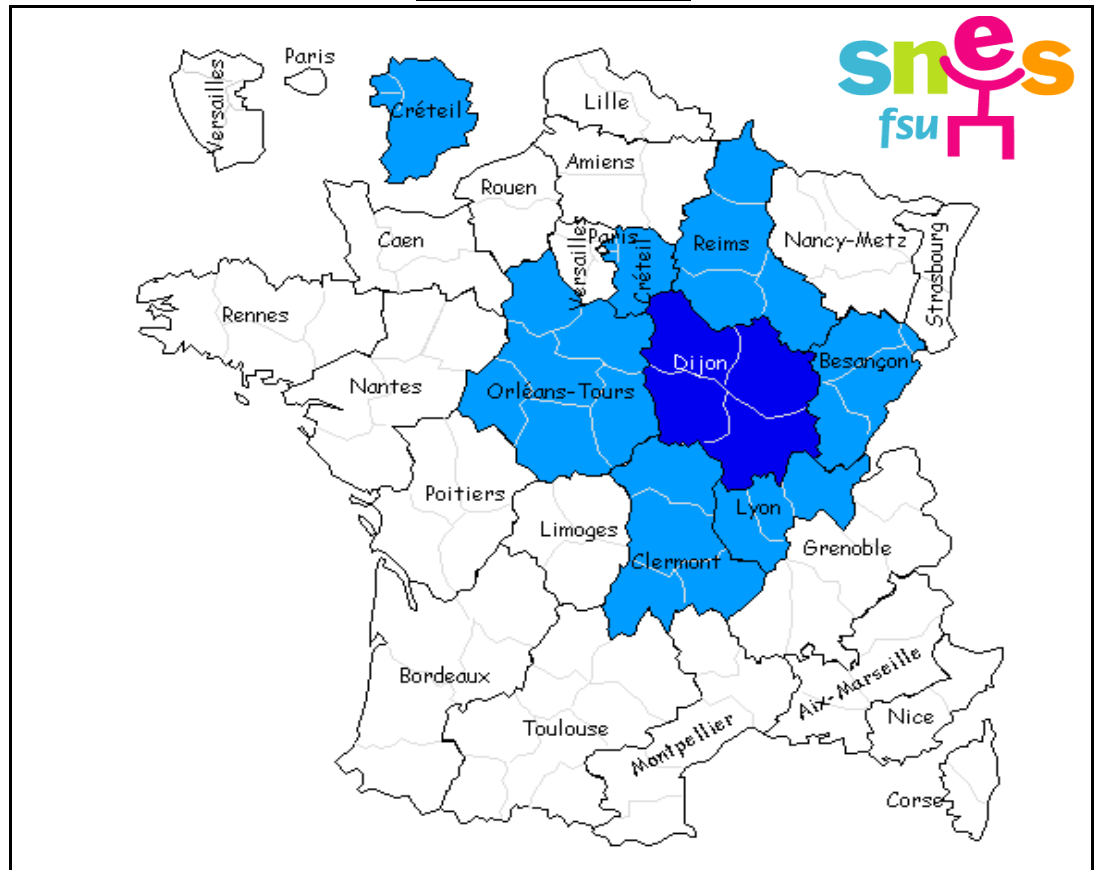 Versailles
Paris
Créteil
Lille
snes
fsu
Amiens
Rouen
Caen
Versailles
Paris
Créteil
Reims
Nancy-Metz
Strasbourg
Rennes
Nantes
Orléans-Tours
Dijon
Besançon
Poitiers
Limoges
Clermont
Lyon
Grenoble
Bordeaux
Toulouse
Montpellier
Aix-Marseille
Nice
Corse